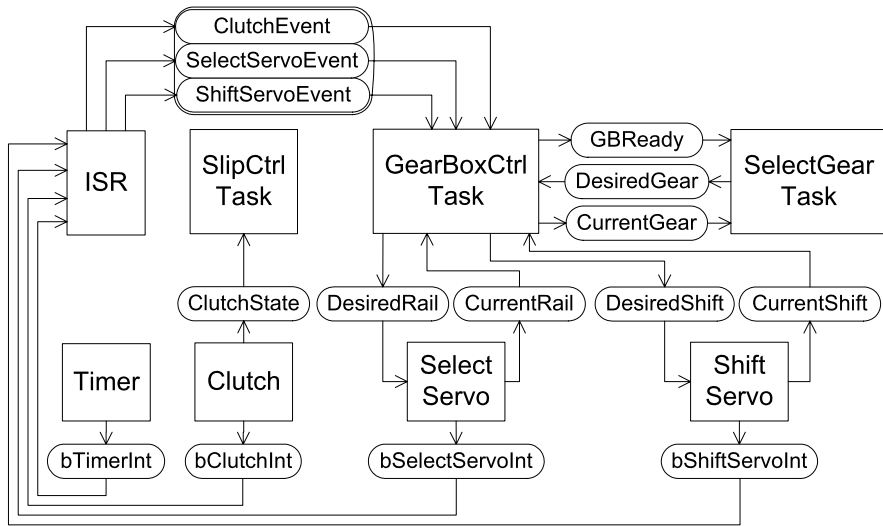 ClutchEvent
SelectServoEvent
ShiftServoEvent
ISR
SlipCtrl
Task
GearBoxCtrl
Task
GBReady
DesiredGear
CurrentGear
SelectGear
Task
ClutchState
DesiredRail
CurrentRail
DesiredShift
CurrentShift
Timer
Clutch
Select
Servo
Shift
Servo
bTimerInt
bClutchInt
bSelectServoInt
bShiftServoInt